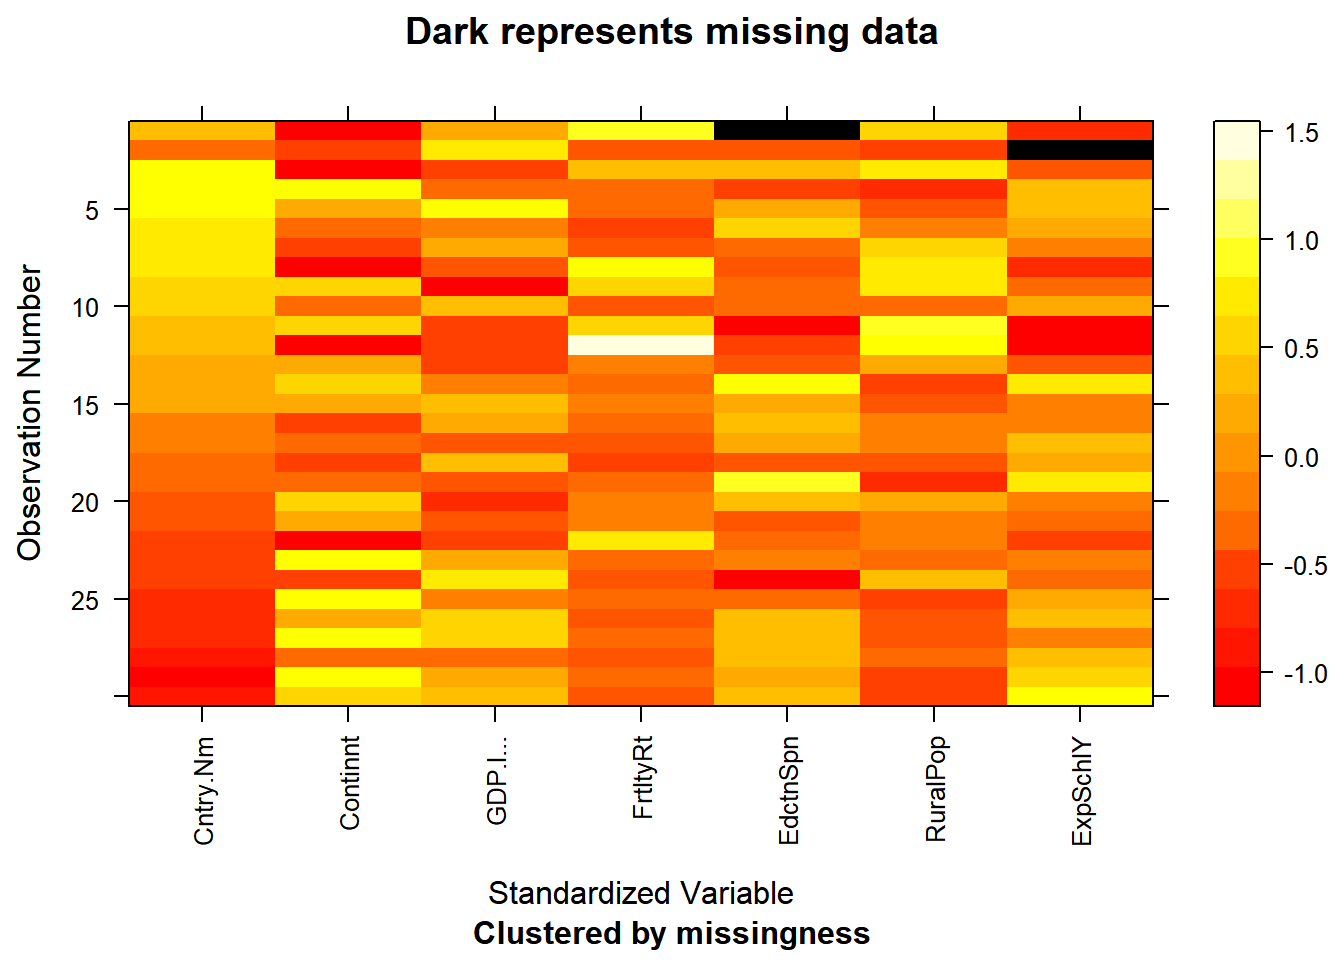 Dark represents missing data
Observation Number
5
10
15
20
25
1.5
1.0
0.5
0.0
-0.5
-1.0
Cntry.Nm
Continnt
GDP.I...
FrtltyRt
EdctnSpn
RuralPop
ExpSchlY
Standardized Variable
Clustered by missingness